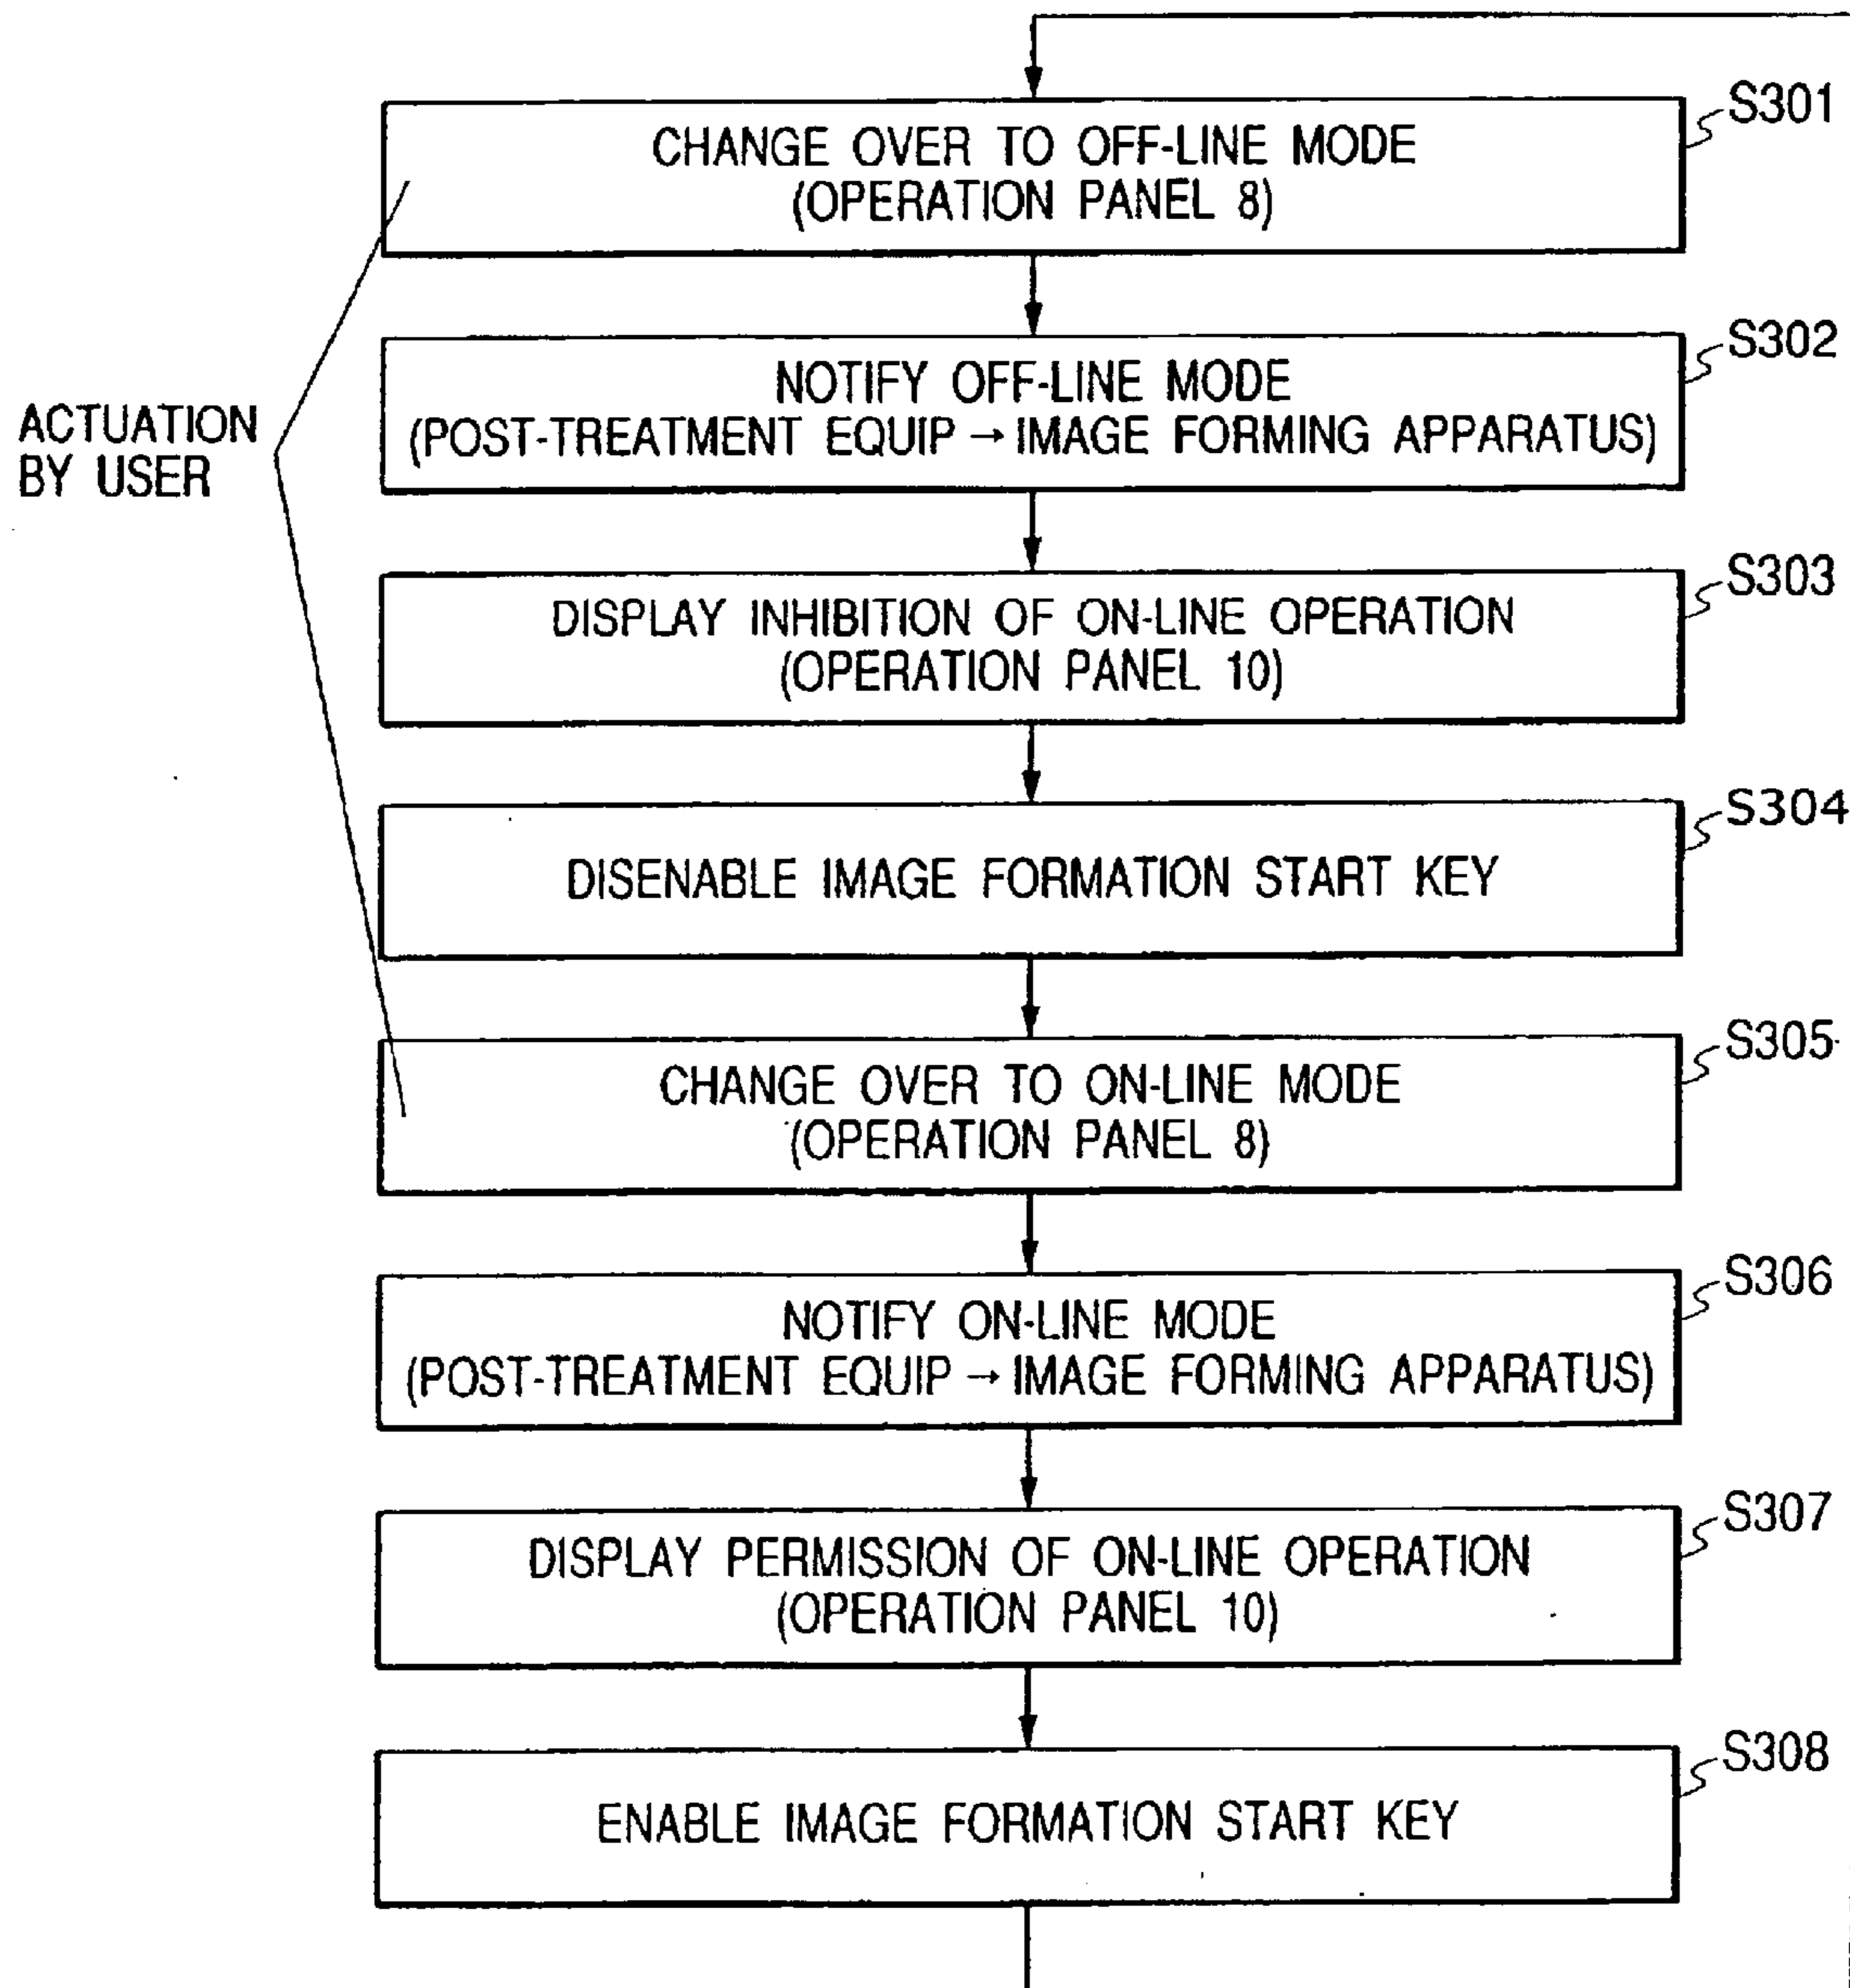 S301
CHANGE OVER TO OFF-LINE MODE
(OPERATION PANEL 8)
S302
NOTIFY OFF-LINE MODE
(POST-TREATMENT EQUIP → IMAGE FORMING APPARATUS)
ACTUATION
BY USER
S303
DISPLAY INHIBITION OF ON-LINE OPERATION
(OPERATION PANEL 10)
S304
DISENABLE IMAGE FORMATION START KEY
S305
CHANGE OVER TO ON-LINE MODE
(OPERATION PANEL 8)
S306
NOTIFY ON-LINE MODE
(POST-TREATMENT EQUIP → IMAGE FORMING APPARATUS)
S307
DISPLAY PERMISSION OF ON-LINE OPERATION
(OPERATION PANEL 10)
S308
ENABLE IMAGE FORMATION START KEY